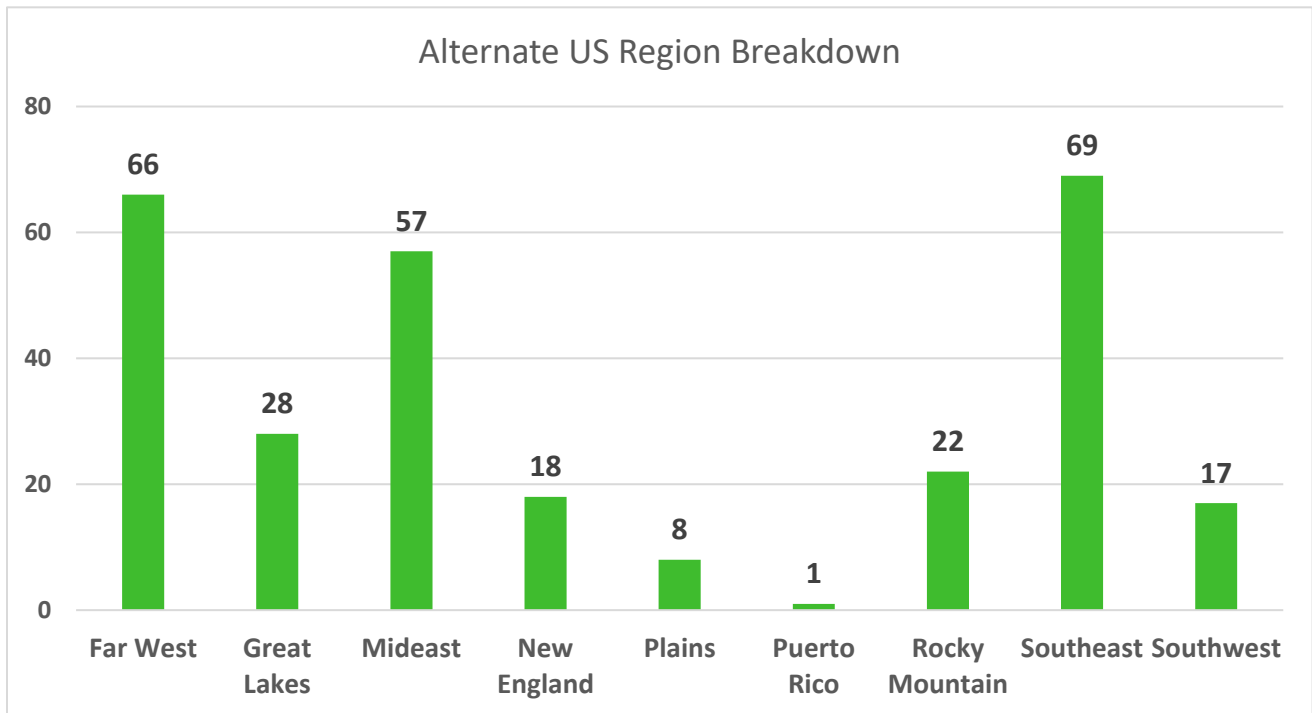 Alternate US Region Breakdown
80
60
40
20
0
66
28
57
18
8
1
22
69
17
Far West
Great
Lakes
Mideast
New
England
Plains
Puerto
Rico
Rocky
Mountain
Southeast
Southwest